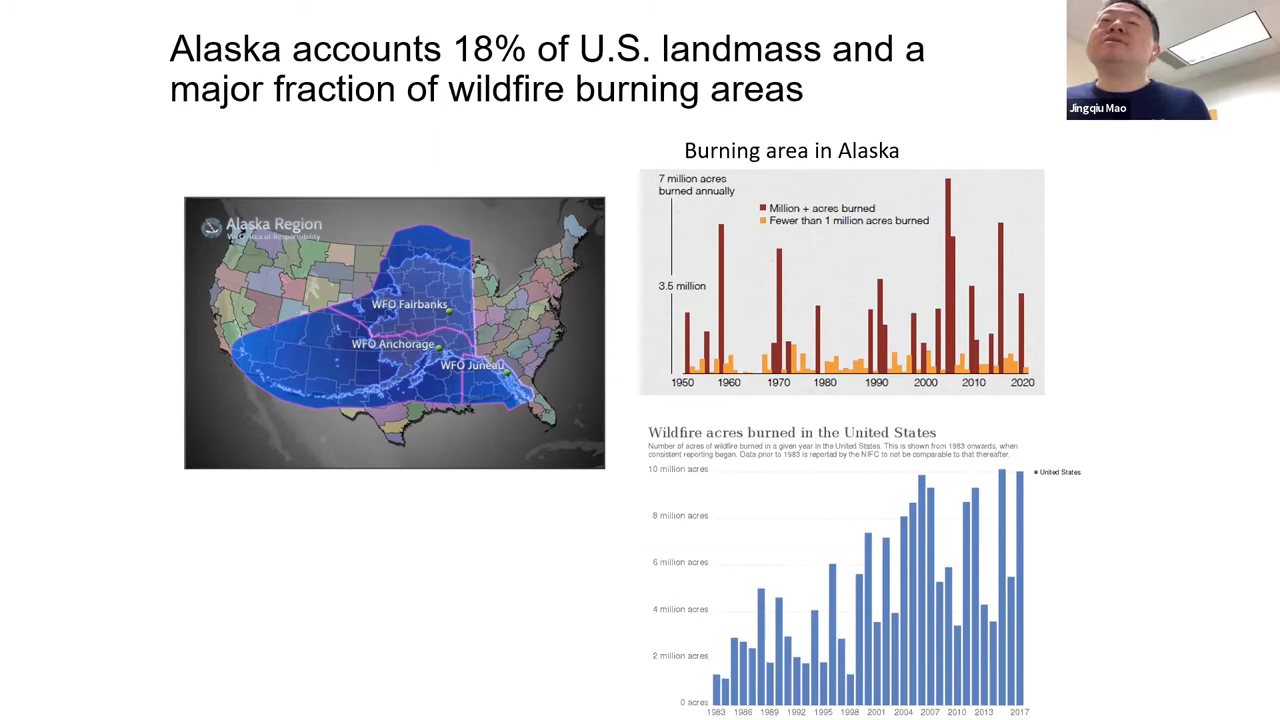 Alaska accounts 18% of U.S. landmass and a
major fraction of wildfire burning areas
Jingqiu Mao
Alaska Region
WFO Area of Responsibility
WFO Fairbanks
WFO Anchorage
WFO Juneau
Burning area in Alaska
7 million acres
burned annually
Million + acres burned
Fewer than 1 million acres burned
3.5 million
1950 1960 1970 1980 1990 2000 2010 2020
Wildfire acres burned in the United States
Number of acres of wildfire burned in a given year in the United States. This is shown from 1983 onwards, when
consistent reporting began. Data prior to 1983 is reported by the NIFC to not be comparable to that thereafter.
10 million acres
United States
8 million acres
6 million acres
4 million acres
2 million acres
0 acres
1983 1986 1989 1992 1995 1998 2001 2004 2007 2010 2013 2017